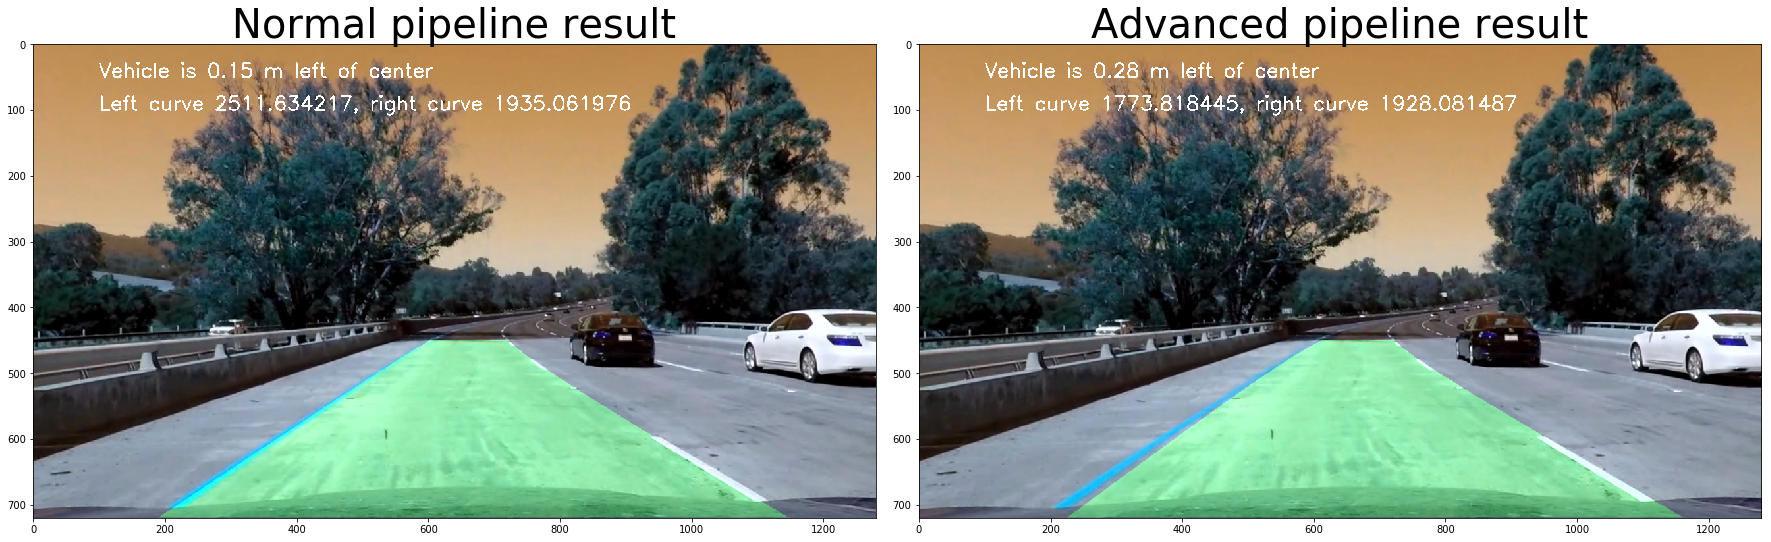 Normal pipeline result
Vehicle is 0.15 m left of center
Left curve 2511.634217, right curve 1935.061976
0
100
200
300
400
500
600
700
0 200 400 600 800 1000 1200
Advanced pipeline result
Vehicle is 0.28 m left of center
Left curve 1773.818445, right curve 1928.081487
0
100
200
300
400
500
600
700
0 200 400 600 800 1000 1200